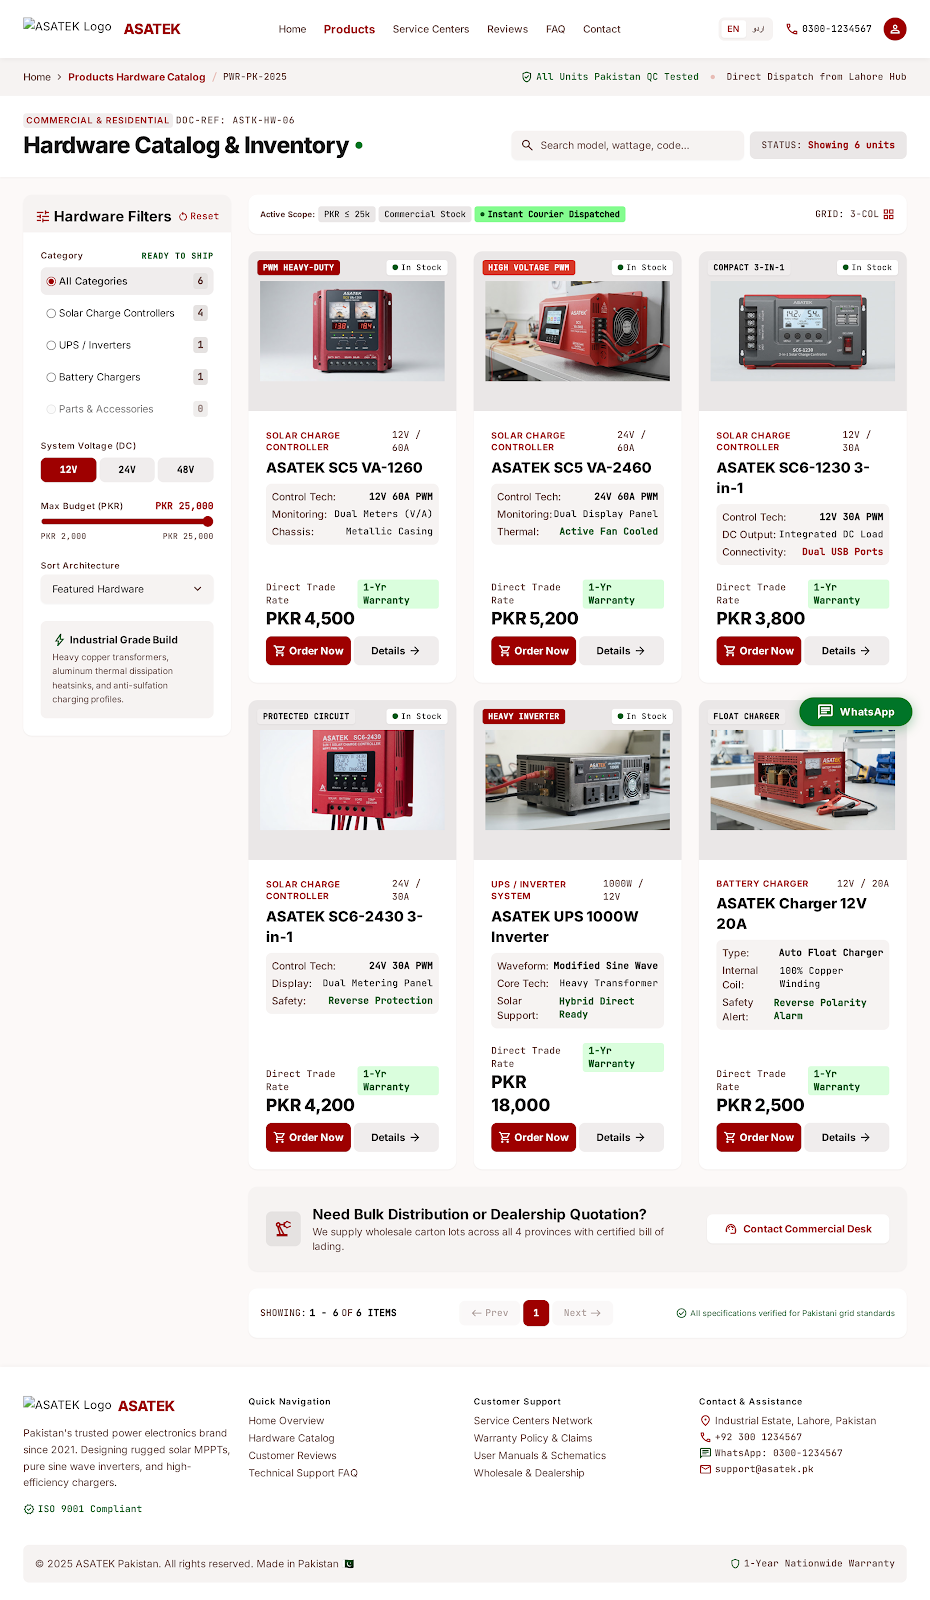 ASATEK Logo ASATEK
Home Products Service Centers Reviews FAQ Contact
EN اردو 0300-1234567
Home > Products Hardware Catalog / PWR-PK-2025
All Units Pakistan QC Tested • Direct Dispatch from Lahore Hub
COMMERCIAL & RESIDENTIAL DOC-REF: ASTK-HW-06
Hardware Catalog & Inventory
Search model, wattage, code...
STATUS: Showing 6 units
Hardware Filters Reset
Category READY TO SHIP
All Categories 6
Solar Charge Controllers 4
UPS / Inverters 1
Battery Chargers 1
Parts & Accessories 0
System Voltage (DC)
12V 24V 48V
Max Budget (PKR) PKR 25,000
PKR 2,000 PKR 25,000
Sort Architecture
Featured Hardware
Industrial Grade Build
Heavy copper transformers,
aluminum thermal dissipation
heatsinks, and anti-sulfation
charging profiles.
Active Scope: PKR ≤ 25k Commercial Stock • Instant Courier Dispatched
GRID: 3-COL
PWM HEAVY-DUTY In Stock
ASATEK
SOLAR CHARGE
CONTROLLER
12V /
60A
ASATEK SC5 VA-1260
Control Tech: 12V 60A PWM
Monitoring: Dual Meters (V/A)
Chassis: Metallic Casing
Direct Trade
Rate
1-Yr
Warranty
PKR 4,500
Order Now Details →
HIGH VOLTAGE PWM In Stock
ASATEK
SOLAR CHARGE
CONTROLLER
24V /
60A
ASATEK SC5 VA-2460
Control Tech: 24V 60A PWM
Monitoring: Dual Display Panel
Thermal: Active Fan Cooled
Direct Trade
Rate
1-Yr
Warranty
PKR 5,200
Order Now Details →
COMPACT 3-IN-1 In Stock
ASATEK
SC6-1230
SOLAR CHARGE
CONTROLLER
12V /
30A
ASATEK SC6-1230 3-
in-1
Control Tech: 12V 30A PWM
DC Output: Integrated DC Load
Connectivity: Dual USB Ports
Direct Trade
Rate
1-Yr
Warranty
PKR 3,800
Order Now Details →
PROTECTED CIRCUIT In Stock
ASATEK SC6-2430
SOLAR CHARGE
CONTROLLER
24V /
30A
ASATEK SC6-2430 3-
in-1
Control Tech: 24V 30A PWM
Display: Dual Metering Panel
Safety: Reverse Protection
Direct Trade
Rate
1-Yr
Warranty
PKR 4,200
Order Now Details →
HEAVY INVERTER In Stock
ASATEK
UPS / INVERTER
SYSTEM
1000W /
12V
ASATEK UPS 1000W
Inverter
Waveform: Modified Sine Wave
Core Tech: Heavy Transformer
Solar
Support:
Hybrid Direct
Ready
Direct Trade
Rate
1-Yr
Warranty
PKR
18,000
Order Now Details →
FLOAT CHARGER
WhatsApp
ASATEK
BATTERY CHARGER 12V / 20A
ASATEK Charger 12V
20A
Type: Auto Float Charger
Internal
Coil:
100% Copper
Winding
Safety
Alert:
Reverse Polarity
Alarm
Direct Trade
Rate
1-Yr
Warranty
PKR 2,500
Order Now Details →
Need Bulk Distribution or Dealership Quotation?
We supply wholesale carton lots across all 4 provinces with certified bill of
lading.
Contact Commercial Desk
SHOWING: 1 - 6 OF 6 ITEMS
← Prev 1 Next →
All specifications verified for Pakistani grid standards
ASATEK Logo ASATEK
Pakistan's trusted power electronics brand
since 2021. Designing rugged solar MPPTs,
pure sine wave inverters, and high-
efficiency chargers.
ISO 9001 Compliant
Quick Navigation
Home Overview
Hardware Catalog
Customer Reviews
Technical Support FAQ
Customer Support
Service Centers Network
Warranty Policy & Claims
User Manuals & Schematics
Wholesale & Dealership
Contact & Assistance
Industrial Estate, Lahore, Pakistan
+92 300 1234567
WhatsApp: 0300-1234567
support@asatek.pk
© 2025 ASATEK Pakistan. All rights reserved. Made in Pakistan 🇵🇰
1-Year Nationwide Warranty